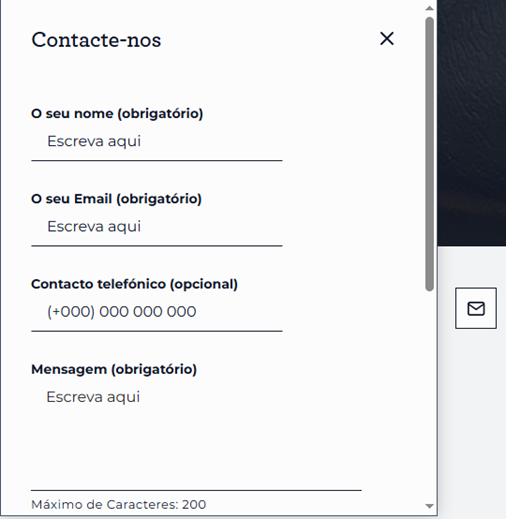 Contacte-nos
O seu nome (obrigatório)
Escreva aqui
O seu Email (obrigatório)
Escreva aqui
Contacto telefónico (opcional)
(+000) 000 000 000
Mensagem (obrigatório)
Escreva aqui
Máximo de Caracteres: 200